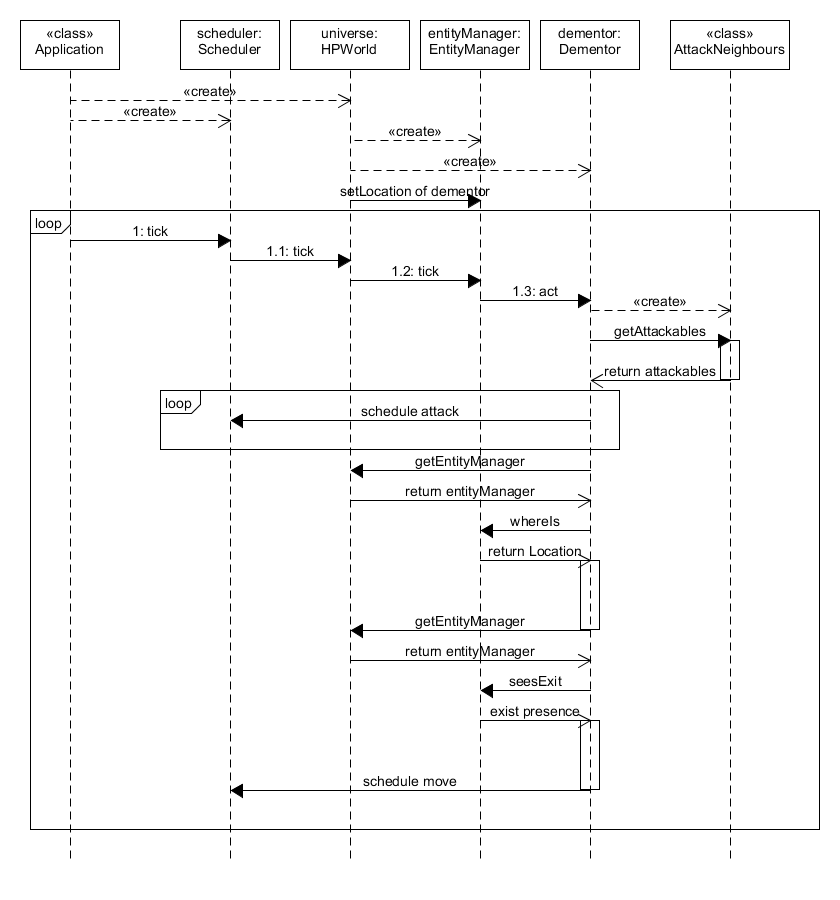 «class»
Application
scheduler:
Scheduler
universe:
HPWorld
entityManager:
EntityManager
dementor:
Dementor
«class»
AttackNeighbours
«create»
«create»
«create»
«create»
setLocation of dementor
loop
1: tick
1.1: tick
1.2: tick
1.3: act
«create»
getAttackables
return attackables
loop
schedule attack
getEntityManager
return entityManager
whereIs
return Location
getEntityManager
return entityManager
seesExit
exist presence
schedule move